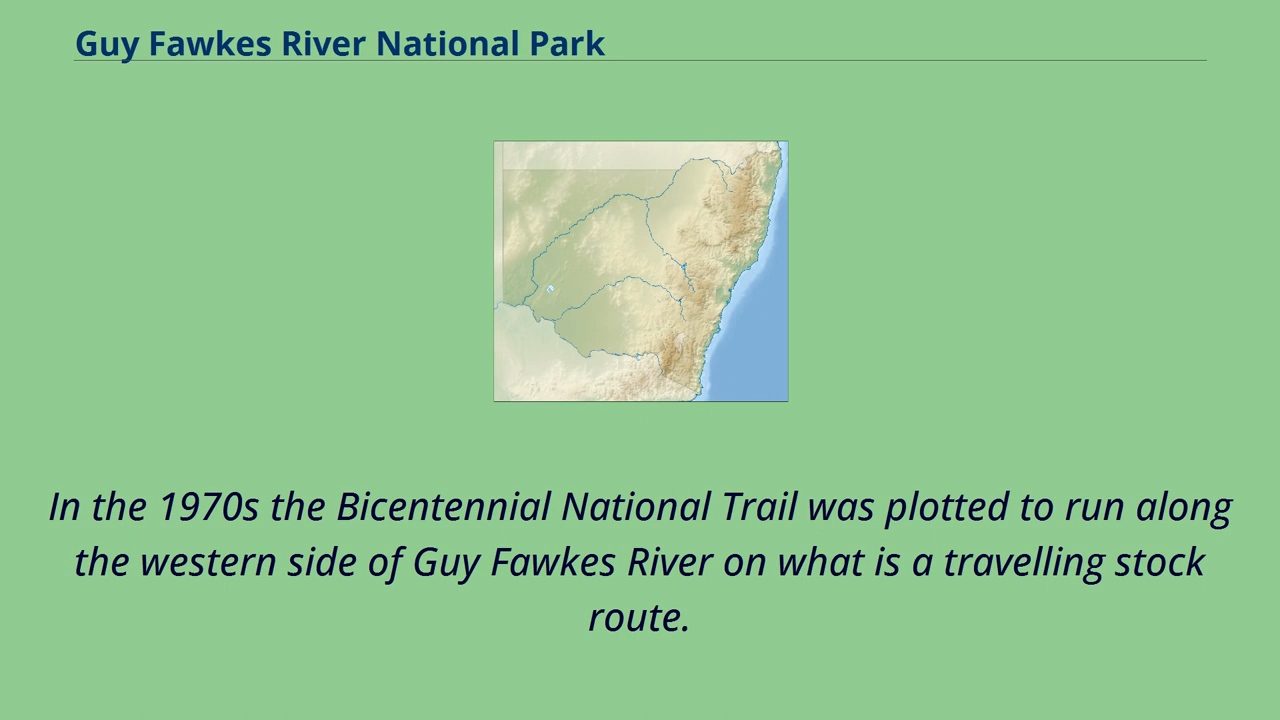 Guy Fawkes River National Park
In the 1970s the Bicentennial National Trail was plotted to run along
the western side of Guy Fawkes River on what is a travelling stock
route.